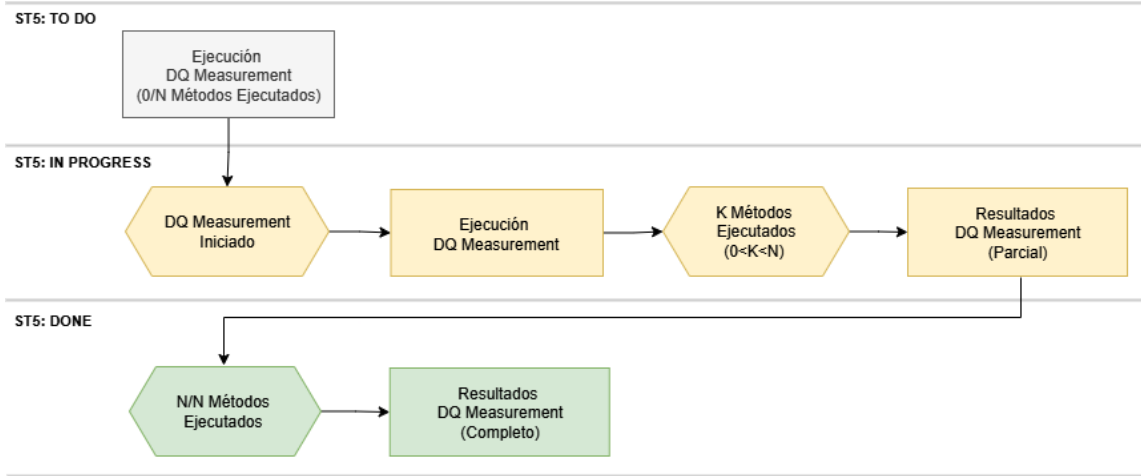 ST5: TO DO
Ejecución
DQ Measurement
(0/N Métodos Ejecutados)
ST5: IN PROGRESS
DQ Measurement
Iniciado
Ejecución
DQ Measurement
K Métodos
Ejecutados
(0<K<N)
Resultados
DQ Measurement
(Parcial)
ST5: DONE
N/N Métodos
Ejecutados
Resultados
DQ Measurement
(Completo)